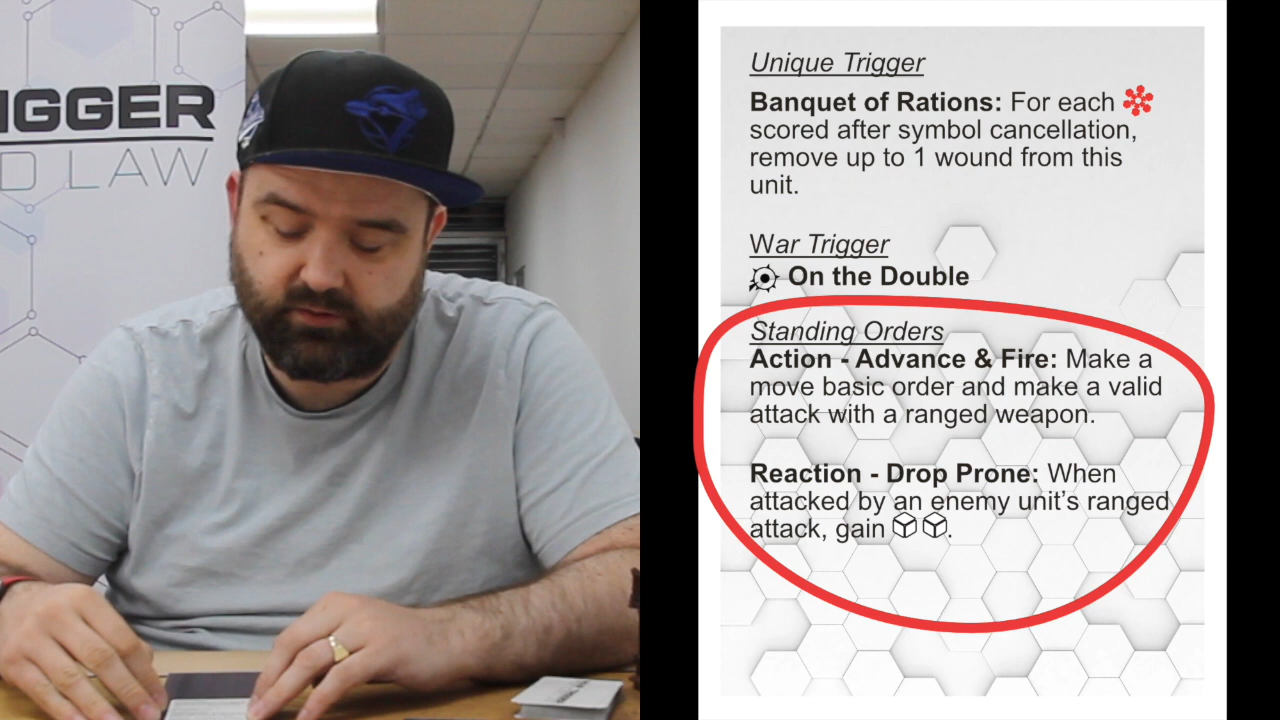 IGGER
D LAW
Unique Trigger
Banquet of Rations: For each
scored after symbol cancellation,
remove up to 1 wound from this
unit.
War Trigger
On the Double
Standing Orders
Action - Advance & Fire: Make a
move basic order and make a valid
attack with a ranged weapon.
Reaction - Drop Prone: When
attacked by an enemy unit's ranged
attack, gain .